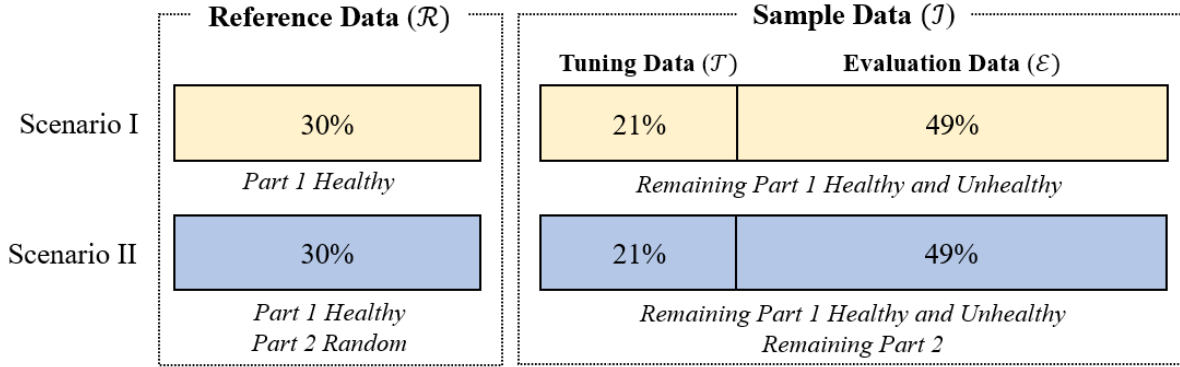 Reference Data (ℛ)
Sample Data (ℐ)
Tuning Data (𝒯)
Evaluation Data (ℰ)
Scenario I
30%
21%
49%
Part 1 Healthy
Remaining Part 1 Healthy and Unhealthy
Scenario II
30%
21%
49%
Part 1 Healthy
Part 2 Random
Remaining Part 1 Healthy and Unhealthy
Remaining Part 2